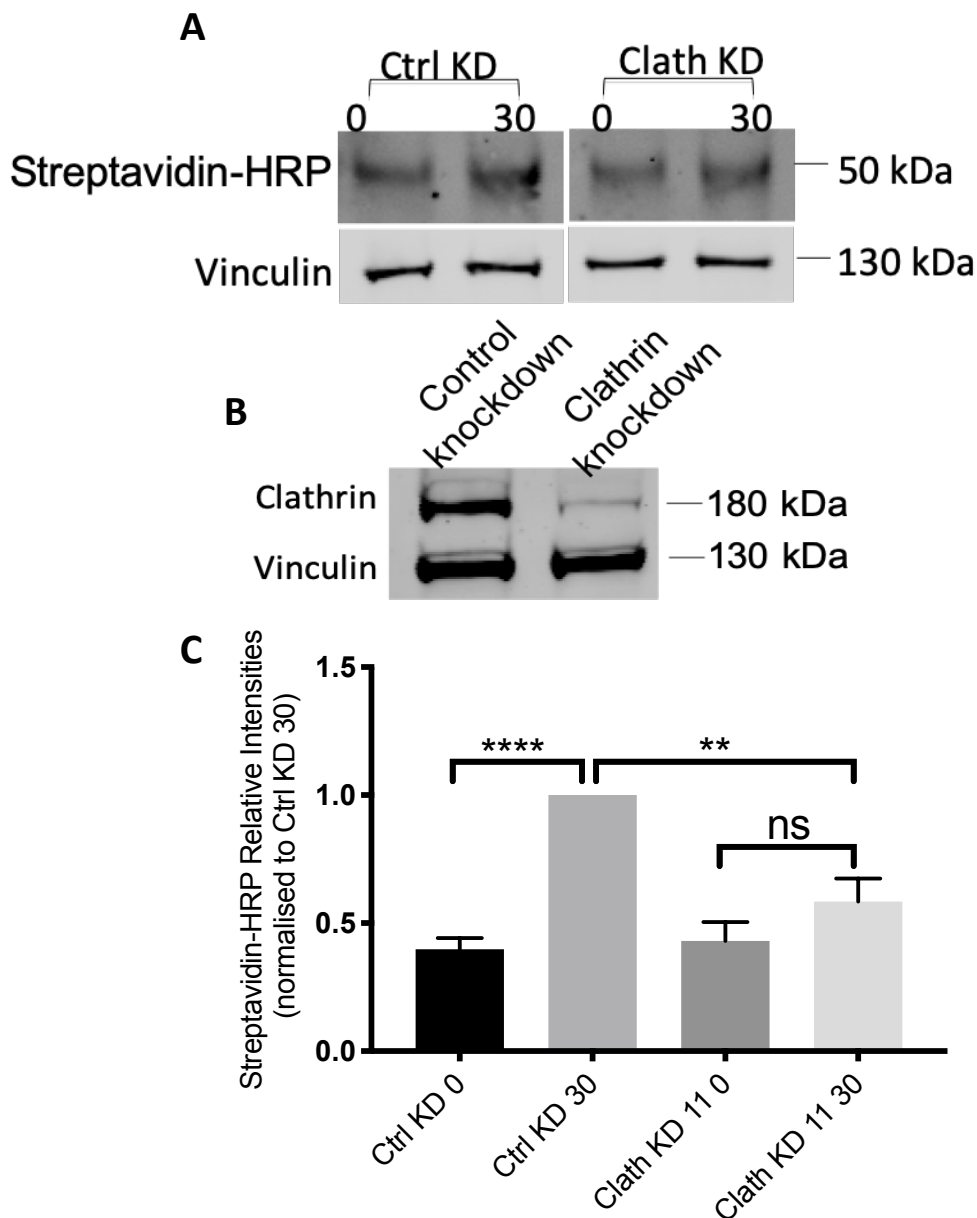 A
Ctrl KD
Clath KD
0 30 0 30
Streptavidin-HRP
50 kDa
Vinculin
130 kDa
B
Control
knockdown
Clathrin
knockdown
Clathrin
180 kDa
Vinculin
130 kDa
C
Streptavidin-HRP Relative Intensities
(normalised to Ctrl KD 30)
1.5
1.0
0.5
0.0
****
**
ns
Ctrl KD 0
Ctrl KD 30
Clath KD 11 0
Clath KD 11 30